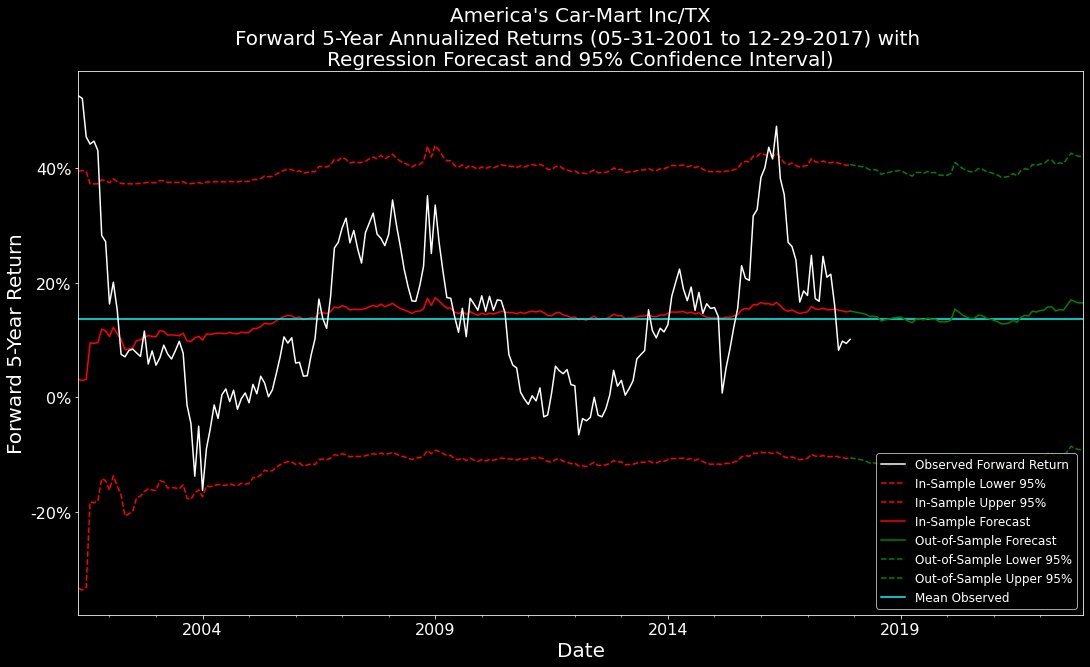 America's Car-Mart Inc/TX
Forward 5-Year Annualized Returns (05-31-2001 to 12-29-2017) with
Regression Forecast and 95% Confidence Interval)
Forward 5-Year Return
40%
20%
0%
-20%
Observed Forward Return
In-Sample Lower 95%
In-Sample Upper 95%
In-Sample Forecast
Out-of-Sample Forecast
Out-of-Sample Lower 95%
Out-of-Sample Upper 95%
Mean Observed
2004
2009
2014
2019
Date